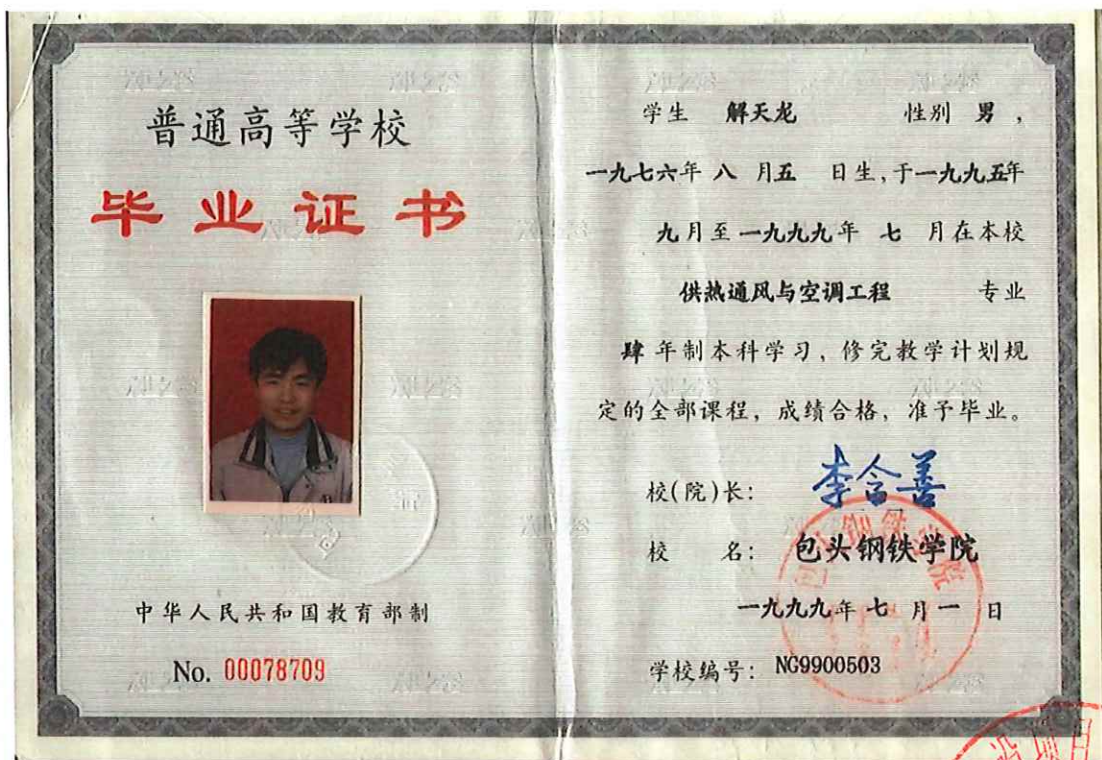 普通高等学校
毕业证书
中华人民共和国教育部制
No. 00078709
学生 解天龙 性别 男,
一九七六年 八 月五 日生,于一九九五年
九月至一九九九年 七 月在本校
供热通风与空调工程 专业
肆年制本科学习, 修完教学计划规
定的全部课程, 成绩合格, 准予毕业。
校(院)长: 李含善
校 名: 包头钢铁学院
一九九九年 七 月 一 日
学校编号: NG9900503
包头钢铁学院